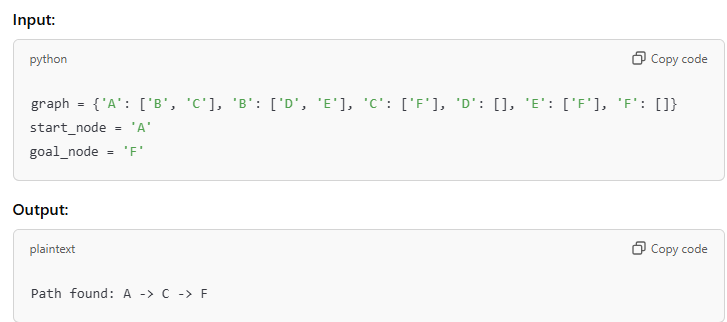 Input:
python
Copy code
graph = {'A': ['B', 'C'], 'B': ['D', 'E'], 'C': ['F'], 'D': [], 'E': ['F'], 'F': []}
start_node = 'A'
goal_node = 'F'
Output:
plaintext
Copy code
Path found: A -> C -> F